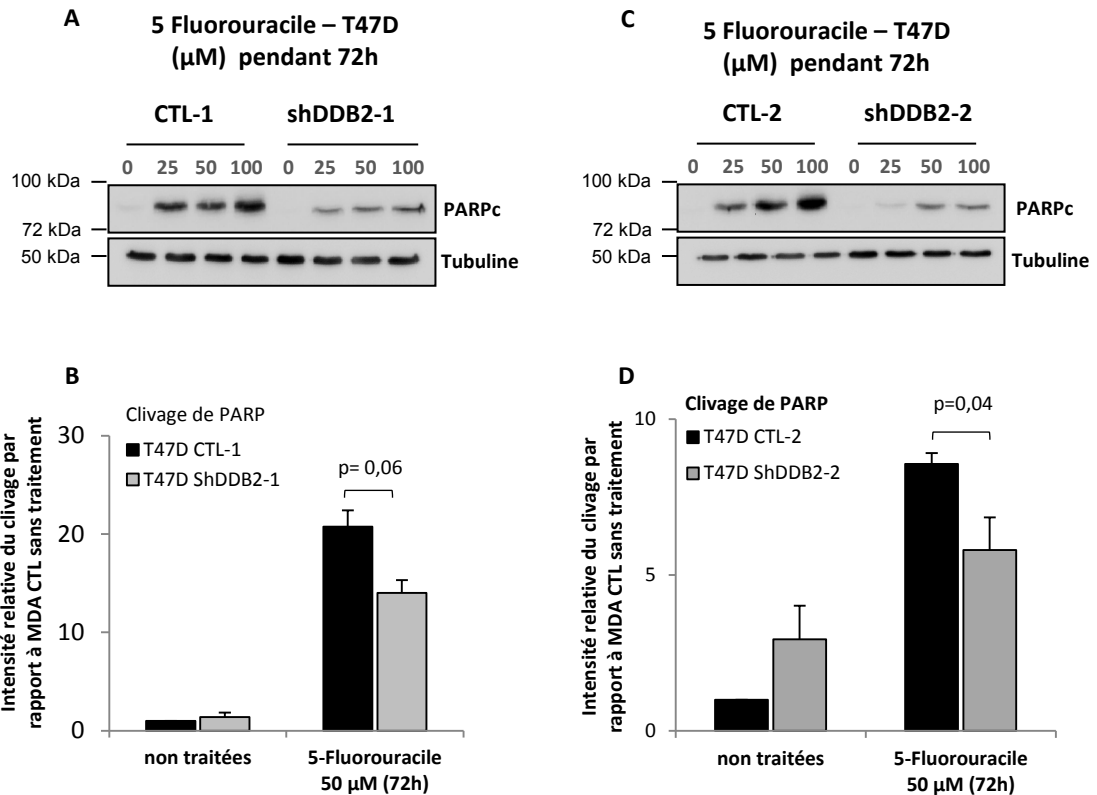 A
5 Fluorouracile – T47D
(µM) pendant 72h
CTL-1 shDDB2-1
0 25 50 100 0 25 50 100
100 kDa
PARPc
72 kDa
50 kDa
Tubuline
C
5 Fluorouracile – T47D
(µM) pendant 72h
CTL-2 shDDB2-2
0 25 50 100 0 25 50 100
100 kDa
PARPc
72 kDa
50 kDa
Tubuline
B
Clivage de PARP
T47D CTL-1
T47D ShDDB2-1
p= 0,06
Intensité relative du clivage par
rapport à MDA CTL sans traitement
30
20
10
0
non traitées
5-Fluorouracile
50 µM (72h)
D
Clivage de PARP
T47D CTL-2
T47D ShDDB2-2
p=0,04
Intensité relative du clivage par
rapport à MDA CTL sans traitement
10
5
0
non traitées
5-Fluorouracile
50 µM (72h)